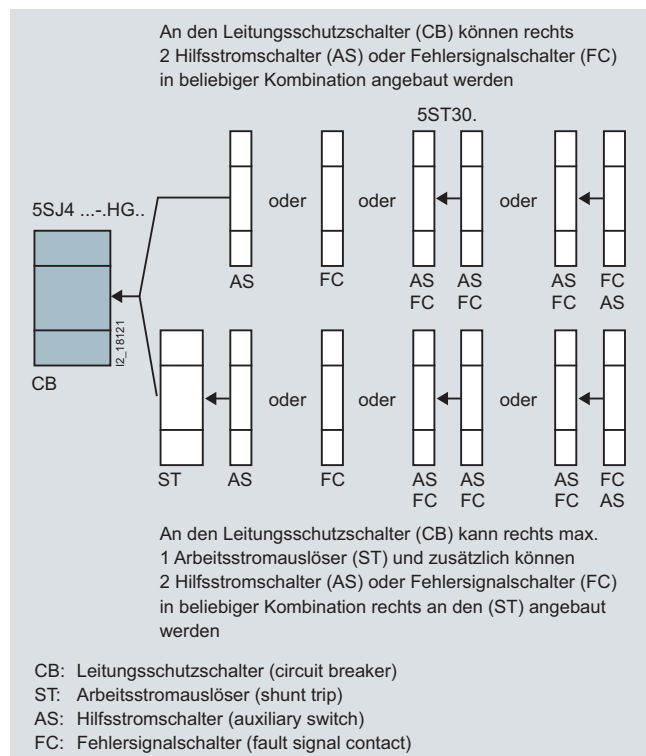 An den Leitungsschutzschalter (CB) können rechts
2 Hilfsstromschalter (AS) oder Fehlersignalschalter (FC)
in beliebiger Kombination angebaut werden
5ST30.
5SJ4 ...-.HG..
oder oder oder
AS FC AS AS AS FC
FC FC FC AS
I2_18121
CB
oder oder oder
ST AS FC AS AS AS FC
FC FC FC AS
An den Leitungsschutzschalter (CB) kann rechts max.
1 Arbeitsstromauslöser (ST) und zusätzlich können
2 Hilfsstromschalter (AS) oder Fehlersignalschalter (FC)
in beliebiger Kombination rechts an den (ST) angebaut
werden
CB: Leitungsschutzschalter (circuit breaker)
ST: Arbeitsstromauslöser (shunt trip)
AS: Hilfsstromschalter (auxiliary switch)
FC: Fehlersignalschalter (fault signal contact)